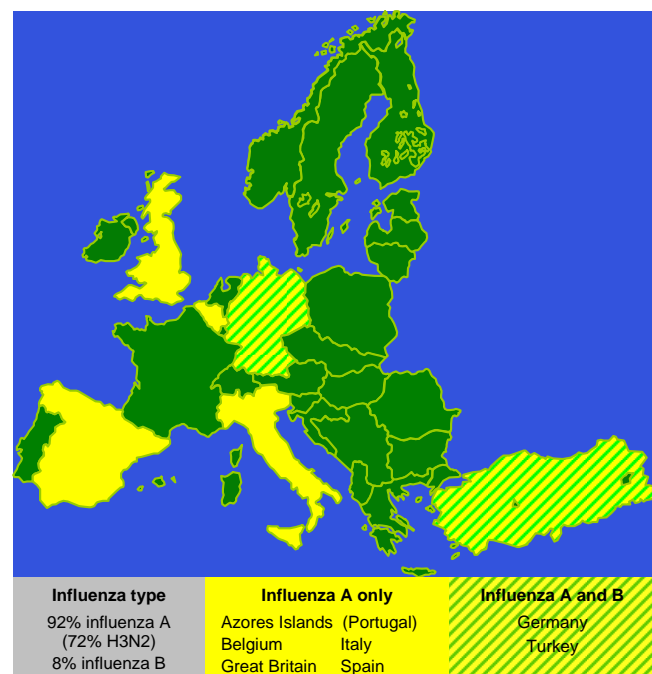 Influenza type
92% influenza A
(72% H3N2)
8% influenza B
Influenza A only
Azores Islands (Portugal)
Belgium Italy
Great Britain Spain
Influenza A and B
Germany
Turkey